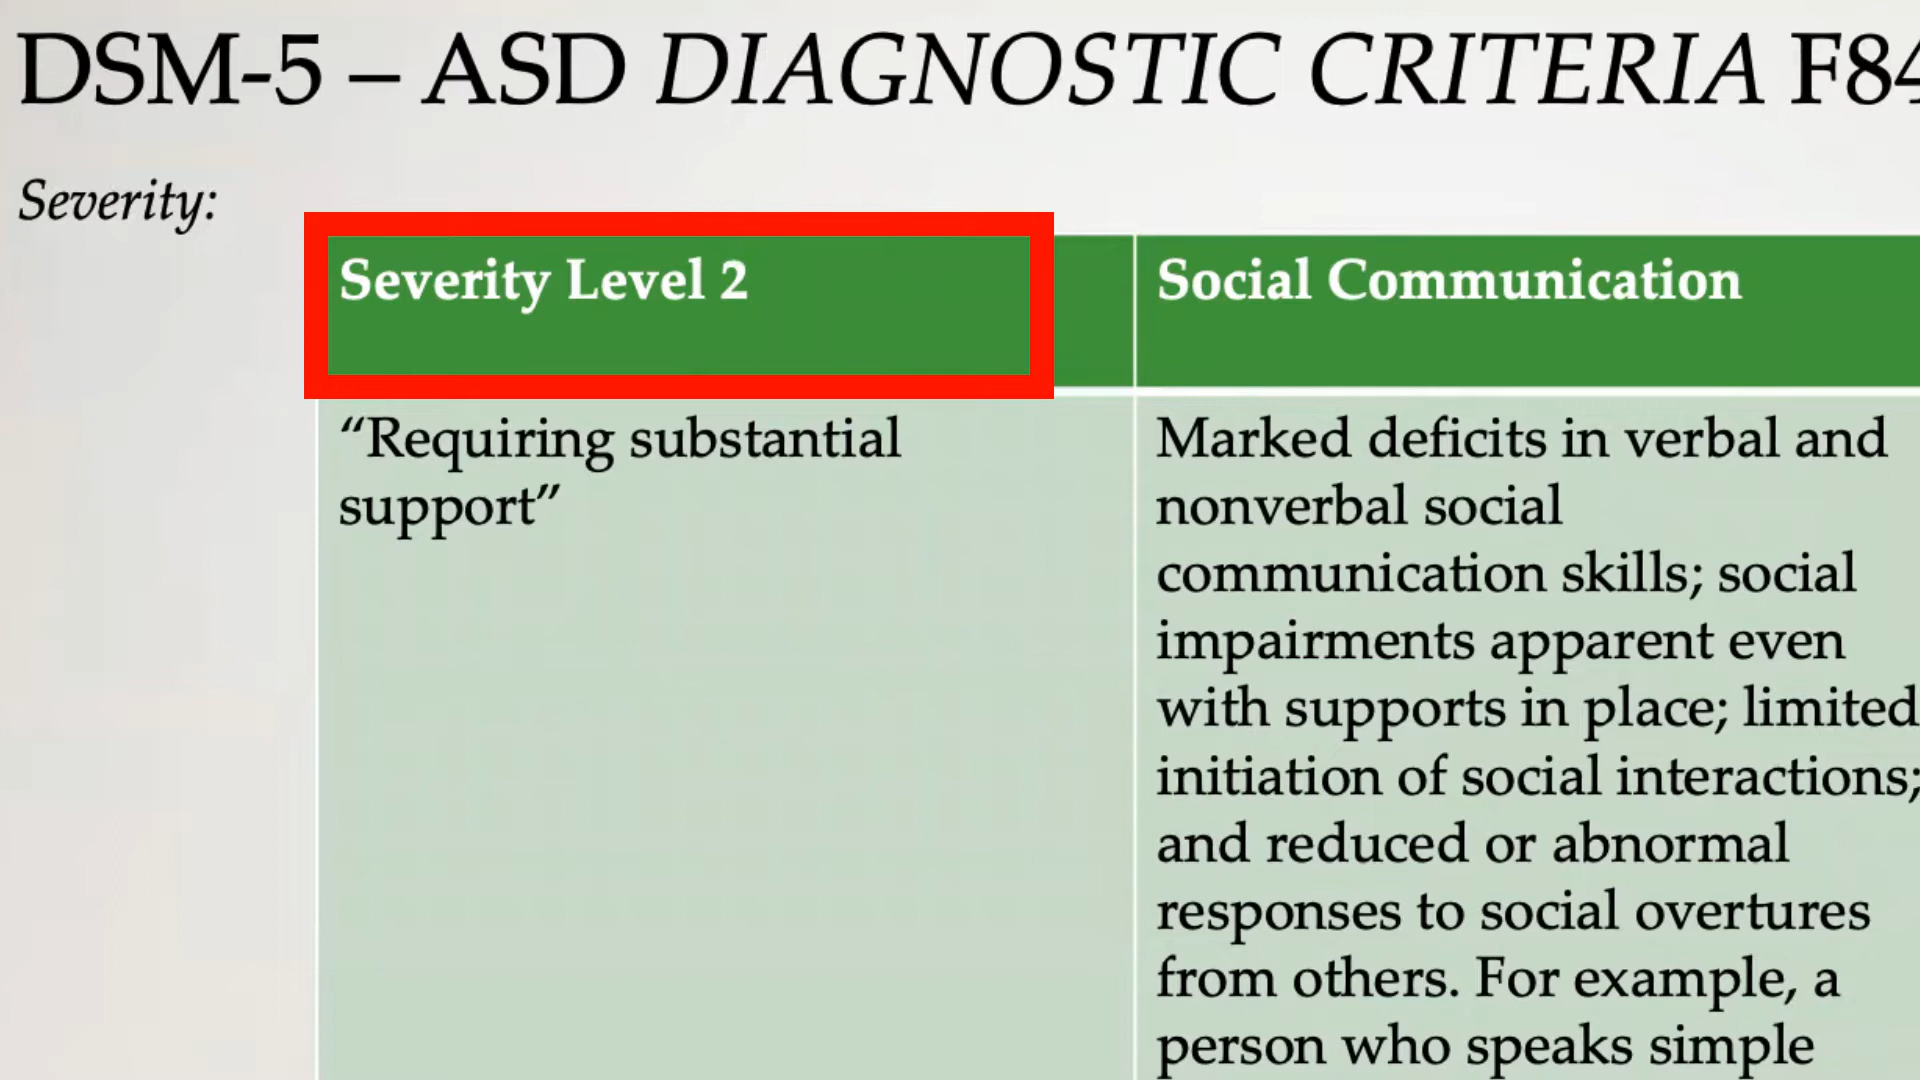 DSM-5 – ASD DIAGNOSTIC CRITERIA F84
Severity:
Severity Level 2
Social Communication
“Requiring substantial
support”
Marked deficits in verbal and
nonverbal social
communication skills; social
impairments apparent even
with supports in place; limited
initiation of social interactions;
and reduced or abnormal
responses to social overtures
from others. For example, a
person who speaks simple